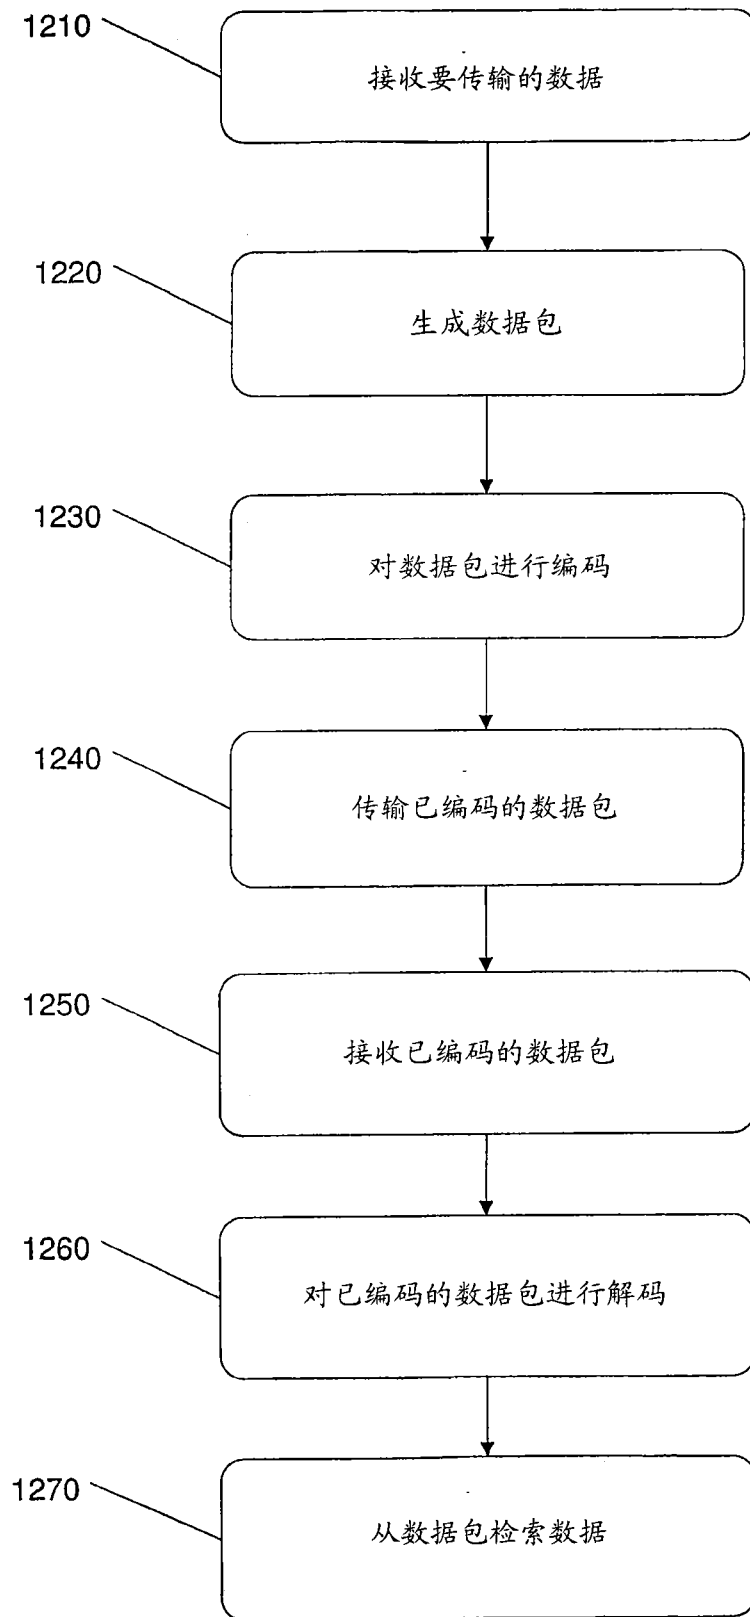 1210
接收要传输的数据
1220
生成数据包
1230
对数据包进行编码
1240
传输已编码的数据包
1250
接收已编码的数据包
1260
对已编码的数据包进行解码
1270
从数据包检索数据